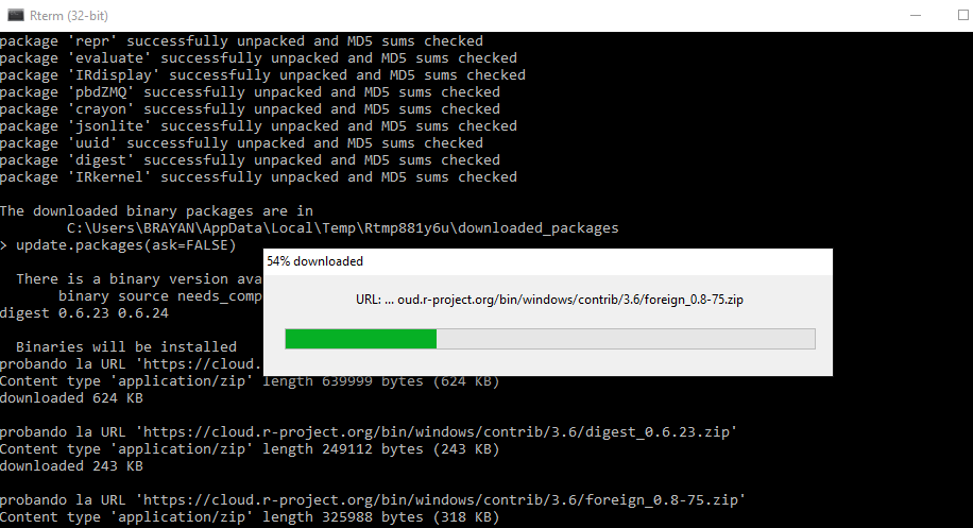 Rterm (32-bit)
package 'repr' successfully unpacked and MD5 sums checked
package 'evaluate' successfully unpacked and MD5 sums checked
package 'IRdisplay' successfully unpacked and MD5 sums checked
package 'pbdZMQ' successfully unpacked and MD5 sums checked
package 'crayon' successfully unpacked and MD5 sums checked
package 'jsonlite' successfully unpacked and MD5 sums checked
package 'uuid' successfully unpacked and MD5 sums checked
package 'digest' successfully unpacked and MD5 sums checked
package 'IRkernel' successfully unpacked and MD5 sums checked
The downloaded binary packages are in
C:\Users\BRAYAN\AppData\Local\Temp\Rtmp881y6u\downloaded_packages
> update.packages(ask=FALSE)
There is a binary version ava
binary source needs_comp
digest 0.6.23 0.6.24
Binaries will be installed
probando la URL 'https://cloud.
Content type 'application/zip' length 639999 bytes (624 KB)
downloaded 624 KB
probando la URL 'https://cloud.r-project.org/bin/windows/contrib/3.6/digest_0.6.23.zip'
Content type 'application/zip' length 249112 bytes (243 KB)
downloaded 243 KB
probando la URL 'https://cloud.r-project.org/bin/windows/contrib/3.6/foreign_0.8-75.zip'
Content type 'application/zip' length 325988 bytes (318 KB)
54% downloaded
URL: ... oud.r-project.org/bin/windows/contrib/3.6/foreign_0.8-75.zip